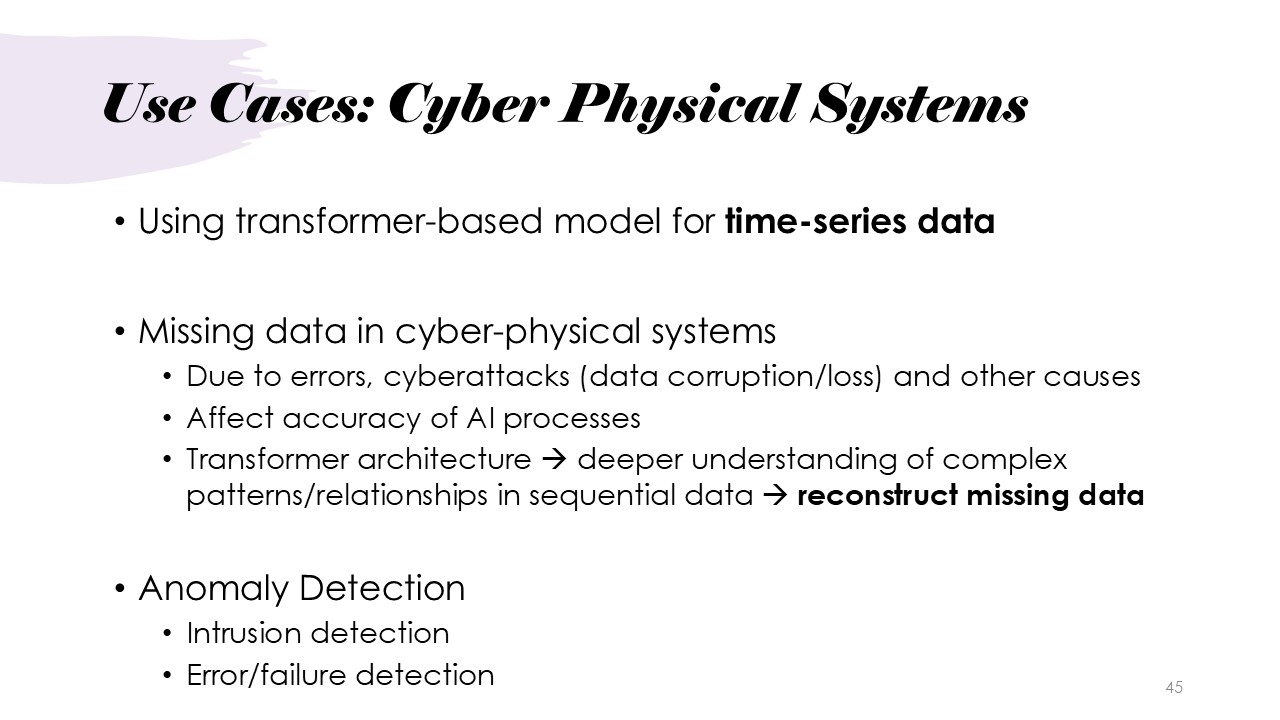 Use Cases: Cyber Physical Systems
• Using transformer-based model for time-series data
• Missing data in cyber-physical systems
• Due to errors, cyberattacks (data corruption/loss) and other causes
• Affect accuracy of AI processes
• Transformer architecture → deeper understanding of complex
patterns/relationships in sequential data → reconstruct missing data
• Anomaly Detection
• Intrusion detection
• Error/failure detection
45